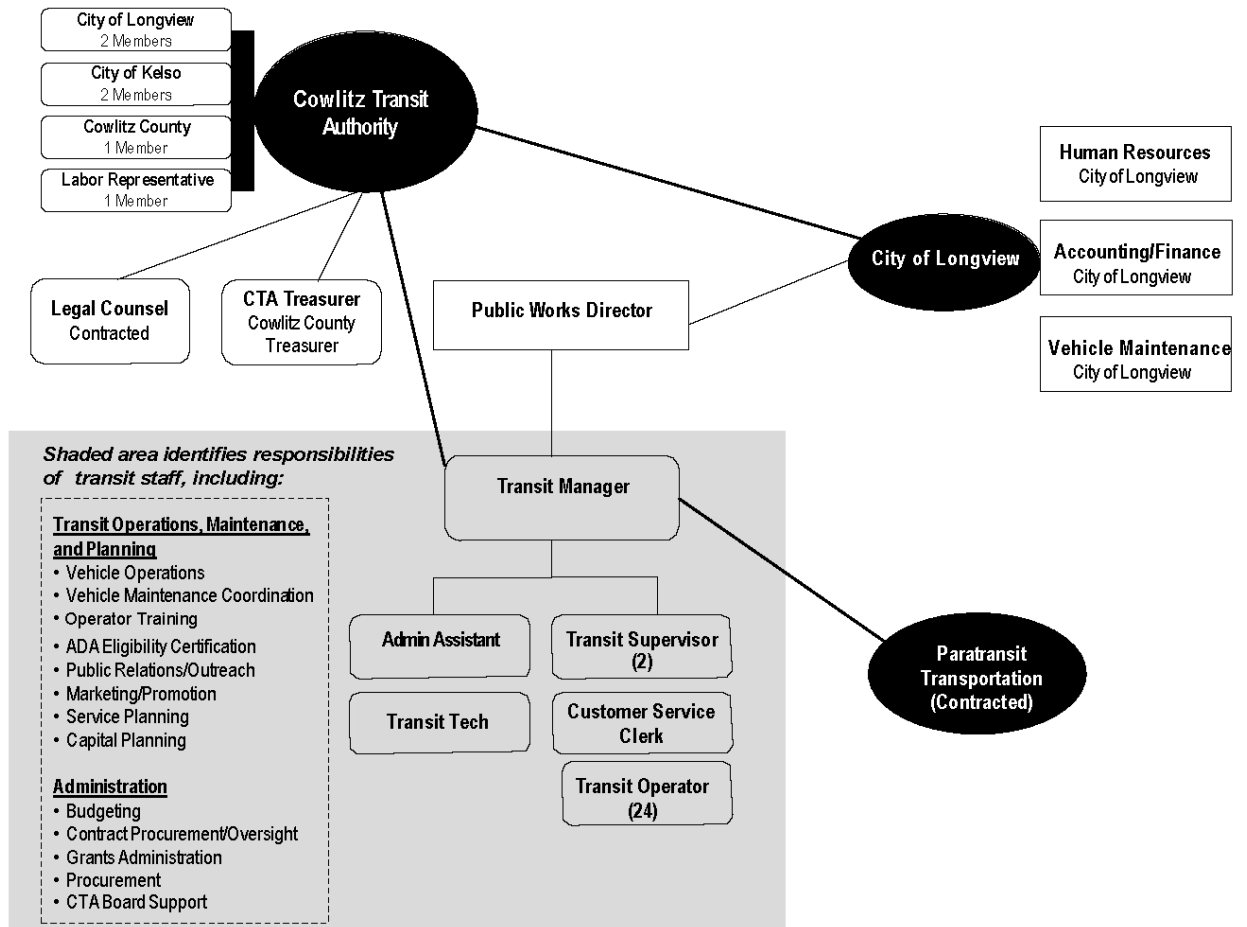 City of Longview
2 Members
City of Kelso
2 Members
Cowlitz County
1 Member
Labor Representative
1 Member
Cowlitz Transit
Authority
Human Resources
City of Longview
Accounting/Finance
City of Longview
Vehicle Maintenance
City of Longview
City of Longview
Legal Counsel
Contracted
CTA Treasurer
Cowlitz County
Treasurer
Public Works Director
Shaded area identifies responsibilities
of transit staff, including:
Transit Operations, Maintenance,
and Planning
• Vehicle Operations
• Vehicle Maintenance Coordination
• Operator Training
• ADA Eligibility Certification
• Public Relations/Outreach
• Marketing/Promotion
• Service Planning
• Capital Planning
Administration
• Budgeting
• Contract Procurement/Oversight
• Grants Administration
• Procurement
• CTA Board Support
Transit Manager
Admin Assistant
Transit Supervisor
(2)
Transit Tech
Customer Service
Clerk
Transit Operator
(24)
Paratransit
Transportation
(Contracted)